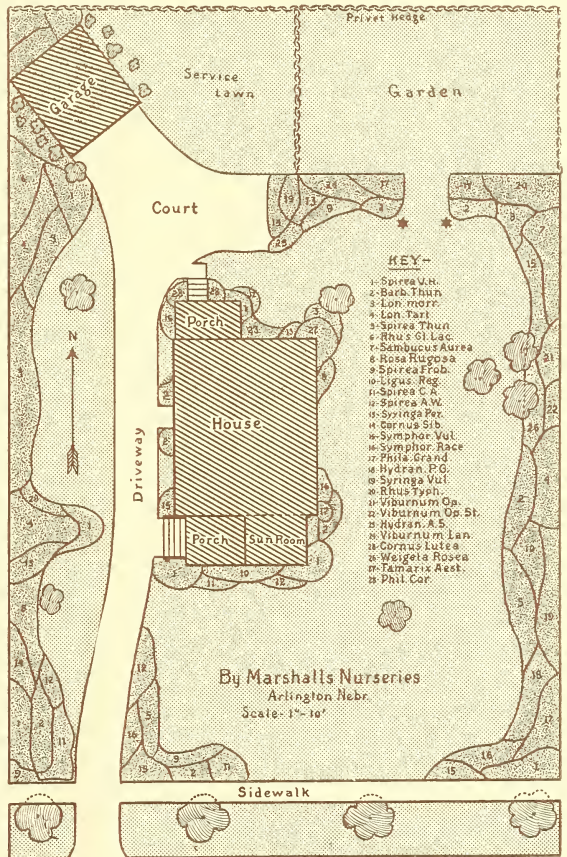 Privet Hedge
Garage
Service
Lawn
Garden
Court
KEY-
1-Spirea V.H.
2-Barb. Thun
3-Lon. morr.
4-Lon. Tart
5-Spirea Thun
6-Rhus Gl. Lac.
7-Sambucus Aurea
8-Rosa Rugosa
9-Spirea Frob.
10-Ligus. Reg.
11-Spirea C.A
12-Spirea A.W.
13-Syringa Per.
14-Cornus Sib.
15-Symphor. Vul.
16-Symphor. Race
17-Phila. Grand
18-Hydran. P.G.
19-Syringa Vul.
20-Rhus Typh.
21-Viburnum Op.
22-Viburnum Op. St.
23-Hydran. A.S.
Viburnum Lan.
Cornus Lutea
26-Weigela Rosea
27-Tamarix Aest.
28-Phil. Cor.
N
Porch
House
Driveway
Porch
Sun Room
By Marshalls Nurseries
Arlington Nebr.
Scale- 1"-10'
Sidewalk